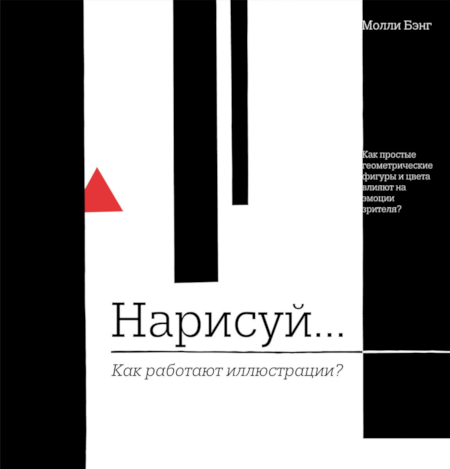 Молли Бэнг
Как простые
геометрические
фигуры и цвета
влияют на
эмоции
зрителя?
Нарисуй...
Как работают иллюстрации?